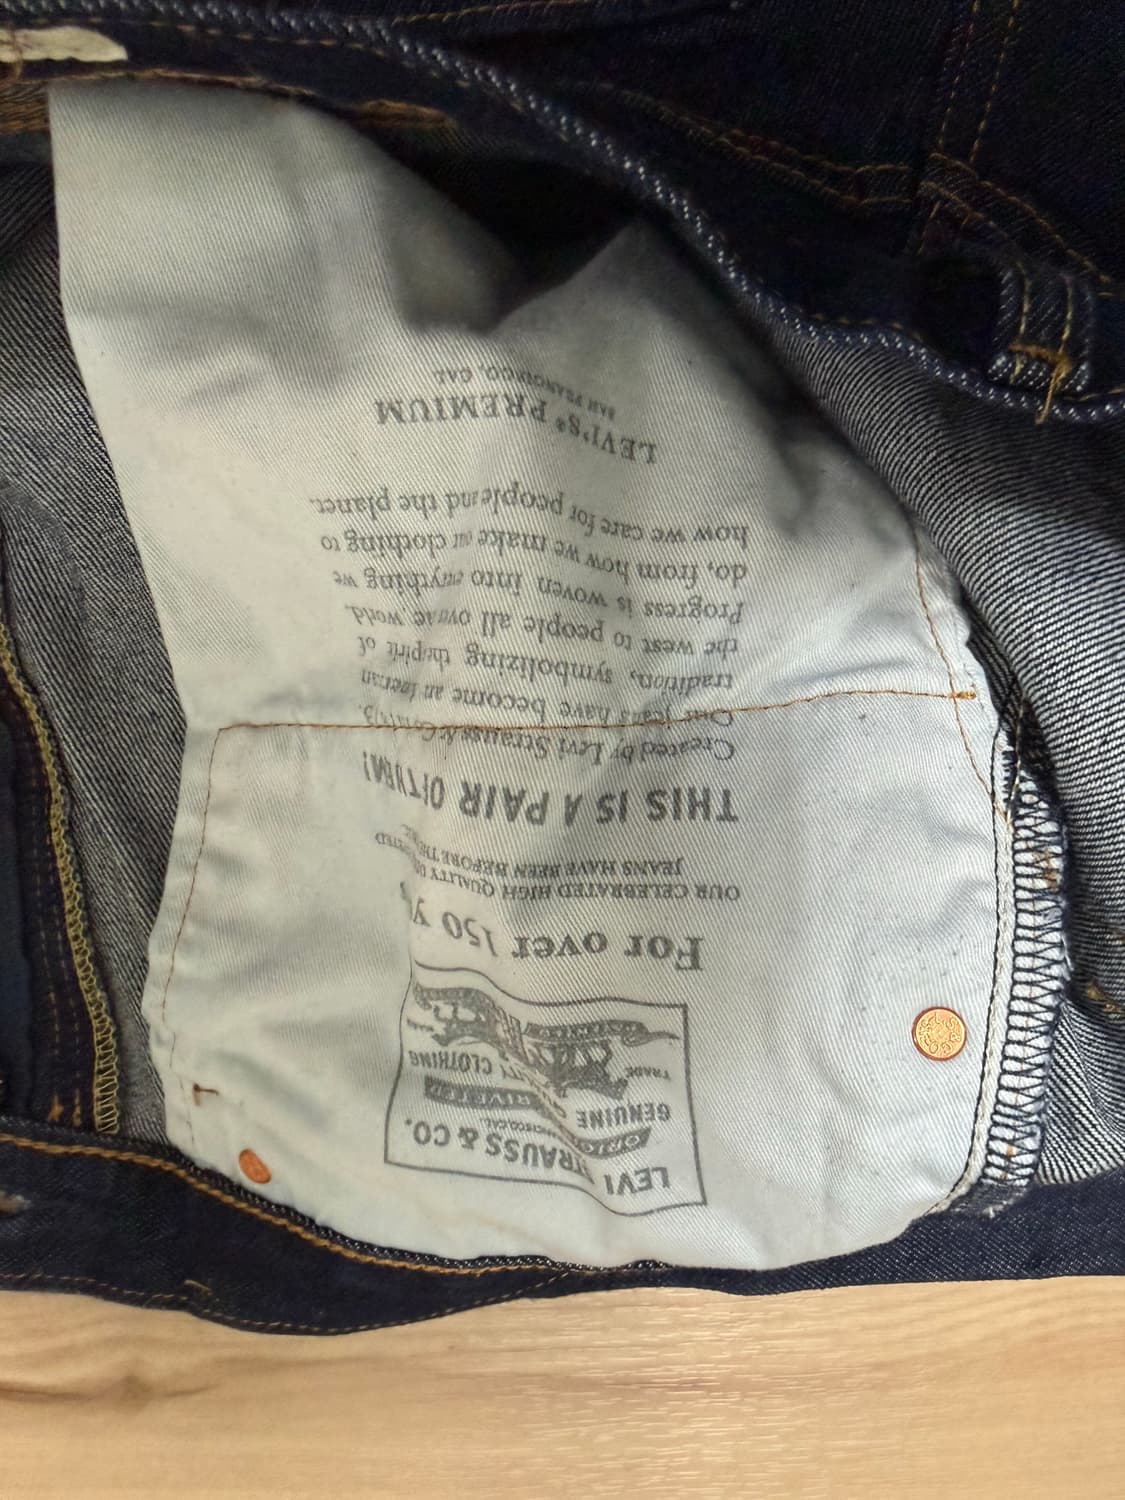 LEVI STRAUSS & CO.
GENUINE
RIVETED
CLOTHING
TRADE
For over 150
OUR CELEBRATED HIGH QUALITY
JEANS HAVE BEEN BEFORE THE
THIS IS A PAIR OF THEM!
Created by Levi Strauss & Co.
Our jeans have become an
tradition, symbolizing the spirit of
the west to people all over the world.
Progress is woven into everything we
do, from how we make our clothing to
how we care for people and the planet.
LEVI'S® PREMIUM
SAN FRANCISCO, CAL